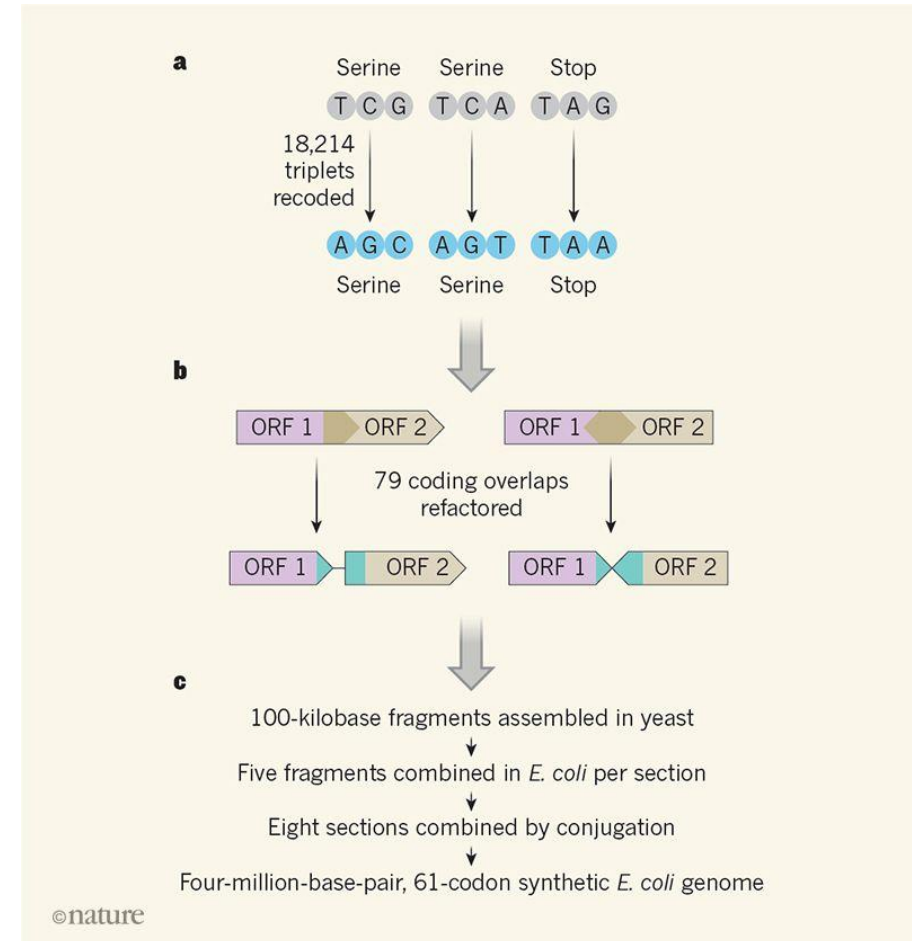 a
Serine Serine Stop
T C G T C A T A G
18,214
triplets
recoded
A G C A G T T A A
Serine Serine Stop
b
ORF 1 ORF 2 ORF 1 ORF 2
79 coding overlaps
refactored
ORF 1 ORF 2 ORF 1 ORF 2
c
100-kilobase fragments assembled in yeast
Five fragments combined in E. coli per section
Eight sections combined by conjugation
Four-million-base-pair, 61-codon synthetic E. coli genome
©nature